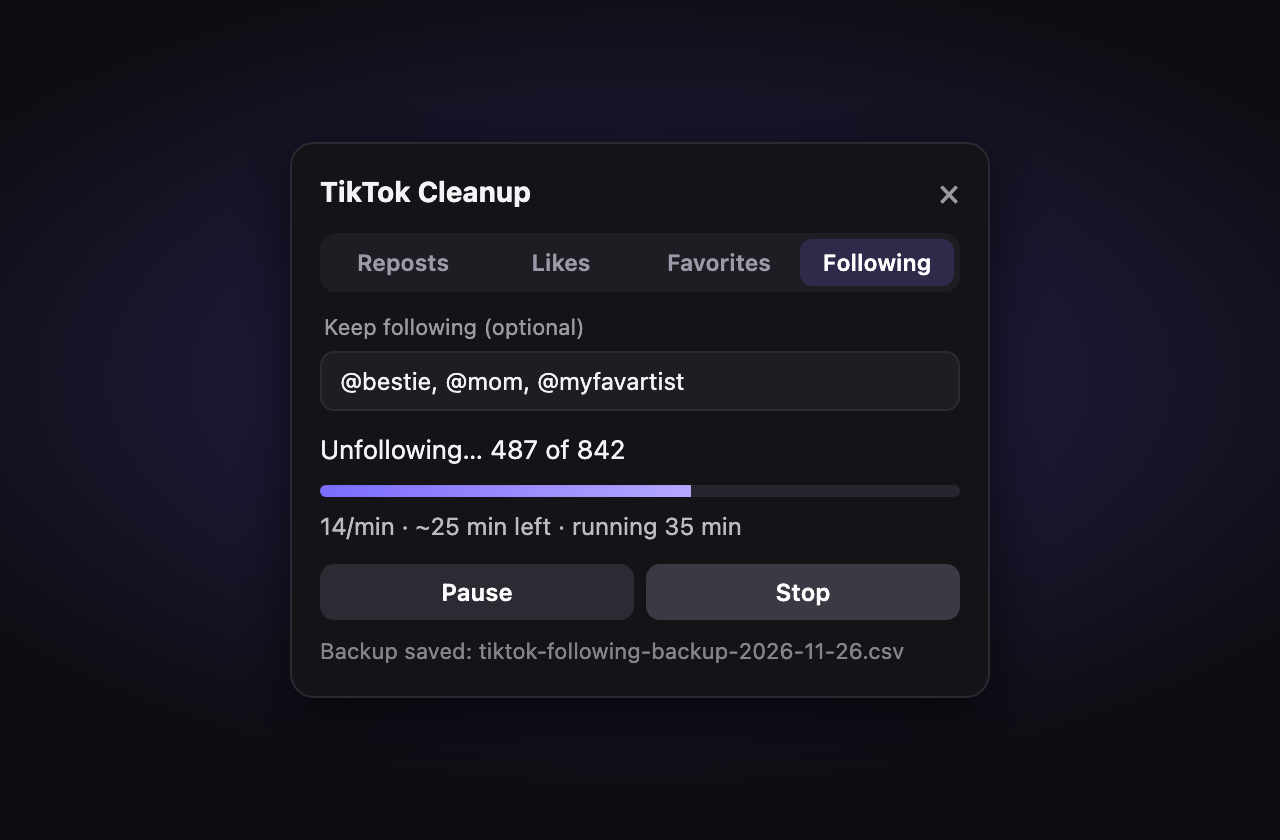 TikTok Cleanup ×
Reposts Likes Favorites Following
Keep following (optional)
@bestie, @mom, @myfavartist
Unfollowing... 487 of 842
14/min · ~25 min left · running 35 min
Pause Stop
Backup saved: tiktok-following-backup-2026-11-26.csv